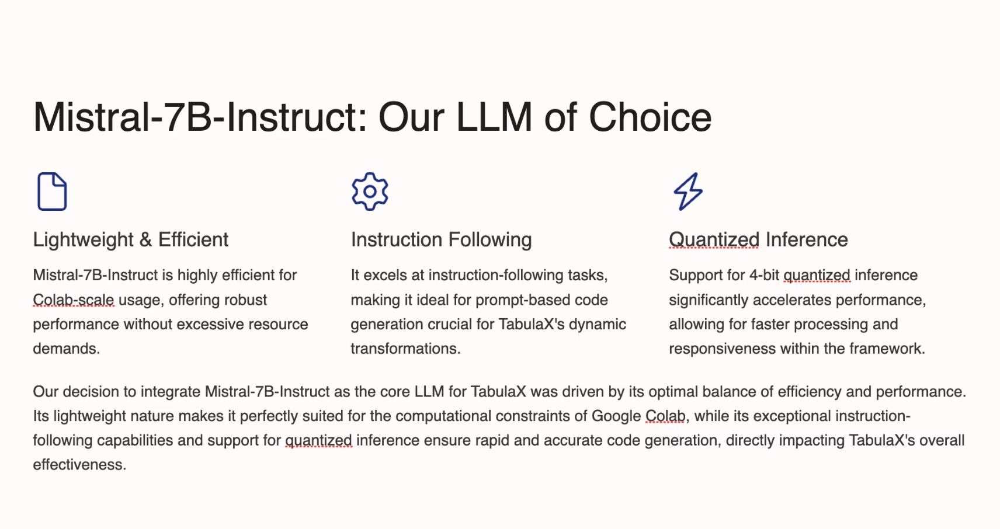 Mistral-7B-Instruct: Our LLM of Choice
Lightweight & Efficient
Mistral-7B-Instruct is highly efficient for
Colab-scale usage, offering robust
performance without excessive resource
demands.
Instruction Following
It excels at instruction-following tasks,
making it ideal for prompt-based code
generation crucial for TabulaX's dynamic
transformations.
Quantized Inference
Support for 4-bit quantized inference
significantly accelerates performance,
allowing for faster processing and
responsiveness within the framework.
Our decision to integrate Mistral-7B-Instruct as the core LLM for TabulaX was driven by its optimal balance of efficiency and performance.
Its lightweight nature makes it perfectly suited for the computational constraints of Google Colab, while its exceptional instruction-
following capabilities and support for quantized inference ensure rapid and accurate code generation, directly impacting TabulaX's overall
effectiveness.